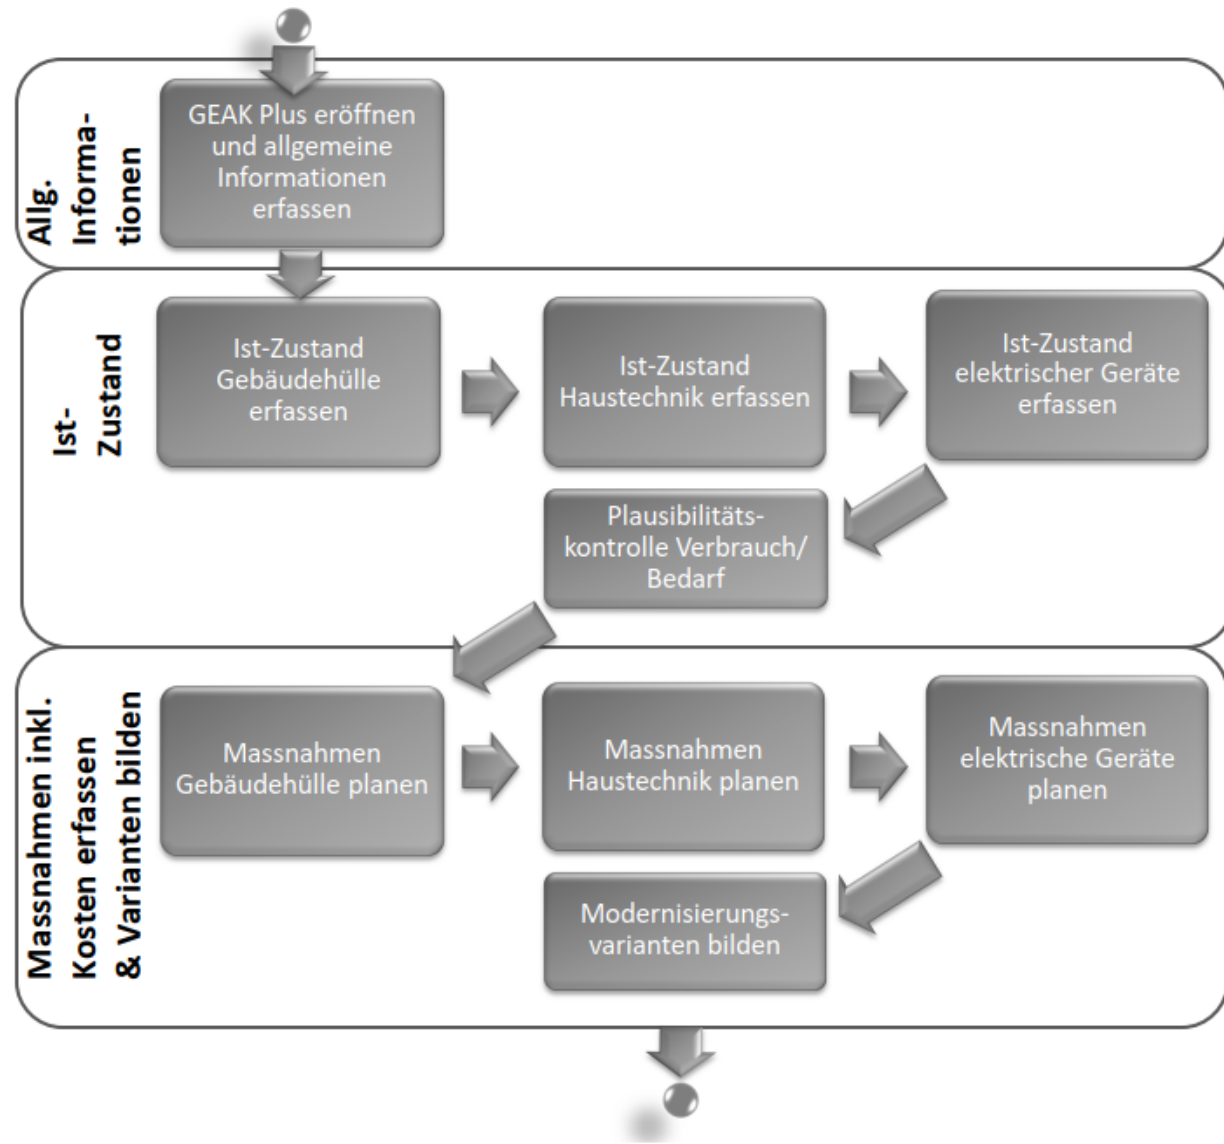 Allg.
Informa-
tionen
GEAK Plus eröffnen
und allgemeine
Informationen
erfassen
Ist-
Zustand
Ist-Zustand
Gebäudehülle
erfassen
Ist-Zustand
Haustechnik erfassen
Ist-Zustand
elektrischer Geräte
erfassen
Plausibilitäts-
kontrolle Verbrauch/
Bedarf
Massnahmen inkl.
Kosten erfassen
& Varianten bilden
Massnahmen
Gebäudehülle planen
Massnahmen
Haustechnik planen
Massnahmen
elektrische Geräte
planen
Modernisierungs-
varianten bilden